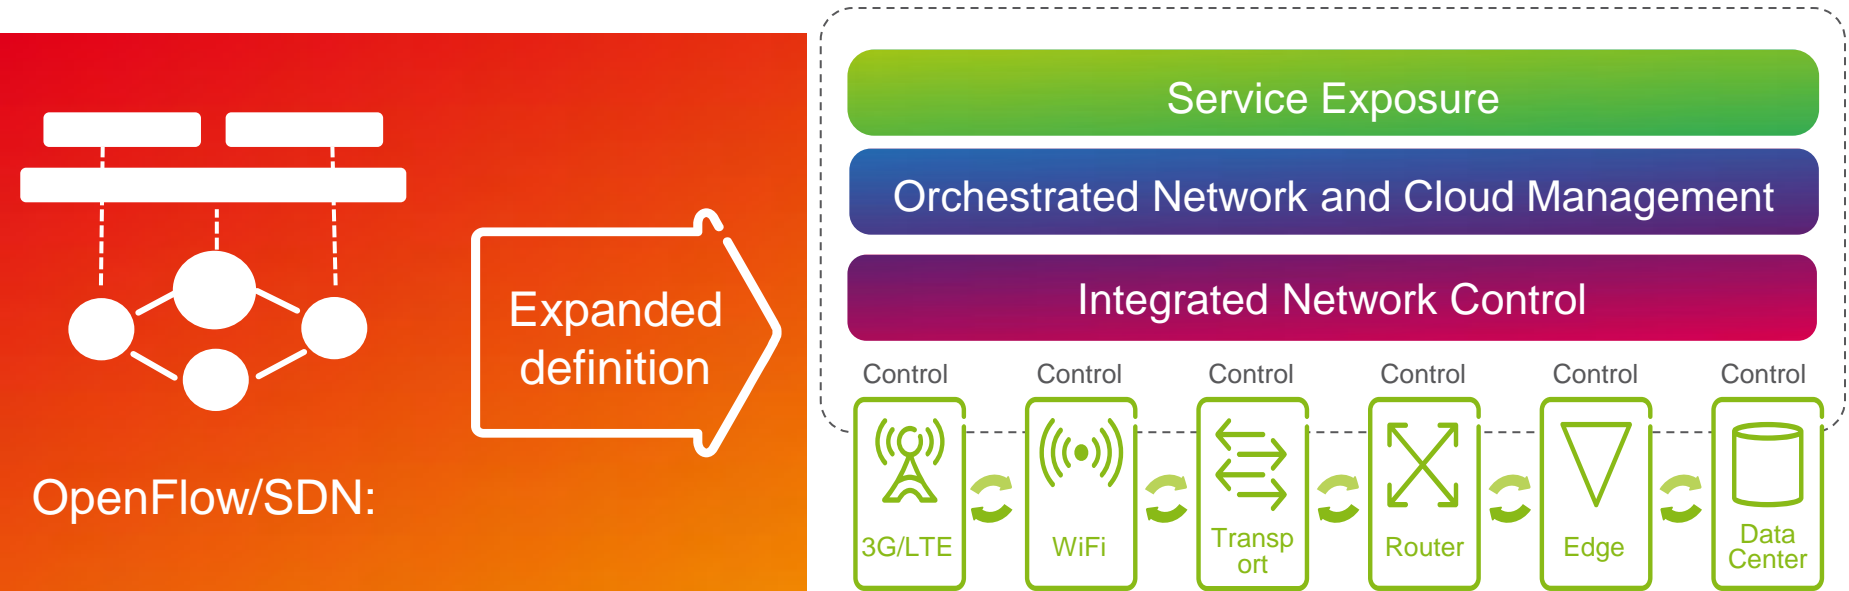 OpenFlow/SDN:
Expanded
definition
Service Exposure
Orchestrated Network and Cloud Management
Integrated Network Control
Control Control Control Control Control Control
3G/LTE
WiFi
Transp
ort
Router
Edge
Data
Center